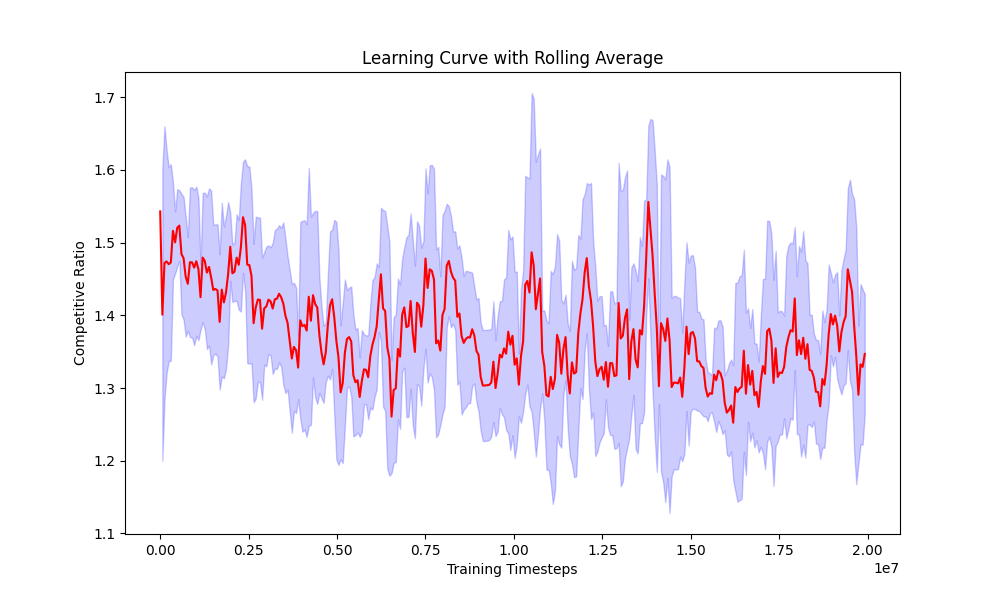 Learning Curve with Rolling Average
Competitive Ratio
1.7
1.6
1.5
1.4
1.3
1.2
1.1
0.00 0.25 0.50 0.75 1.00 1.25 1.50 1.75 2.00
1e7
Training Timesteps